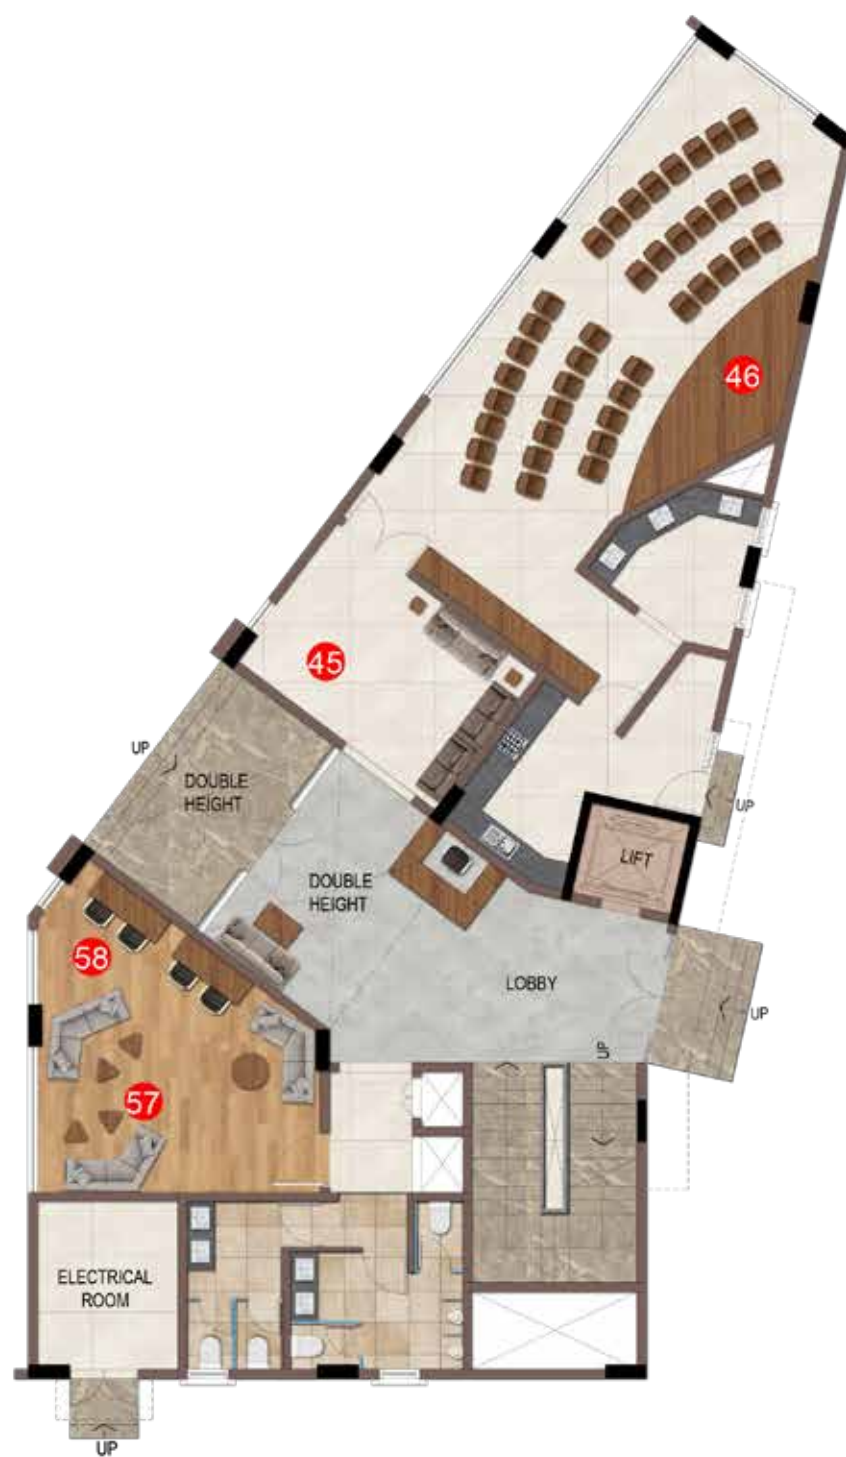 46
45
UP
DOUBLE
HEIGHT
UP
LIFT
DOUBLE
HEIGHT
58
LOBBY
UP
UP
57
ELECTRICAL
ROOM
UP